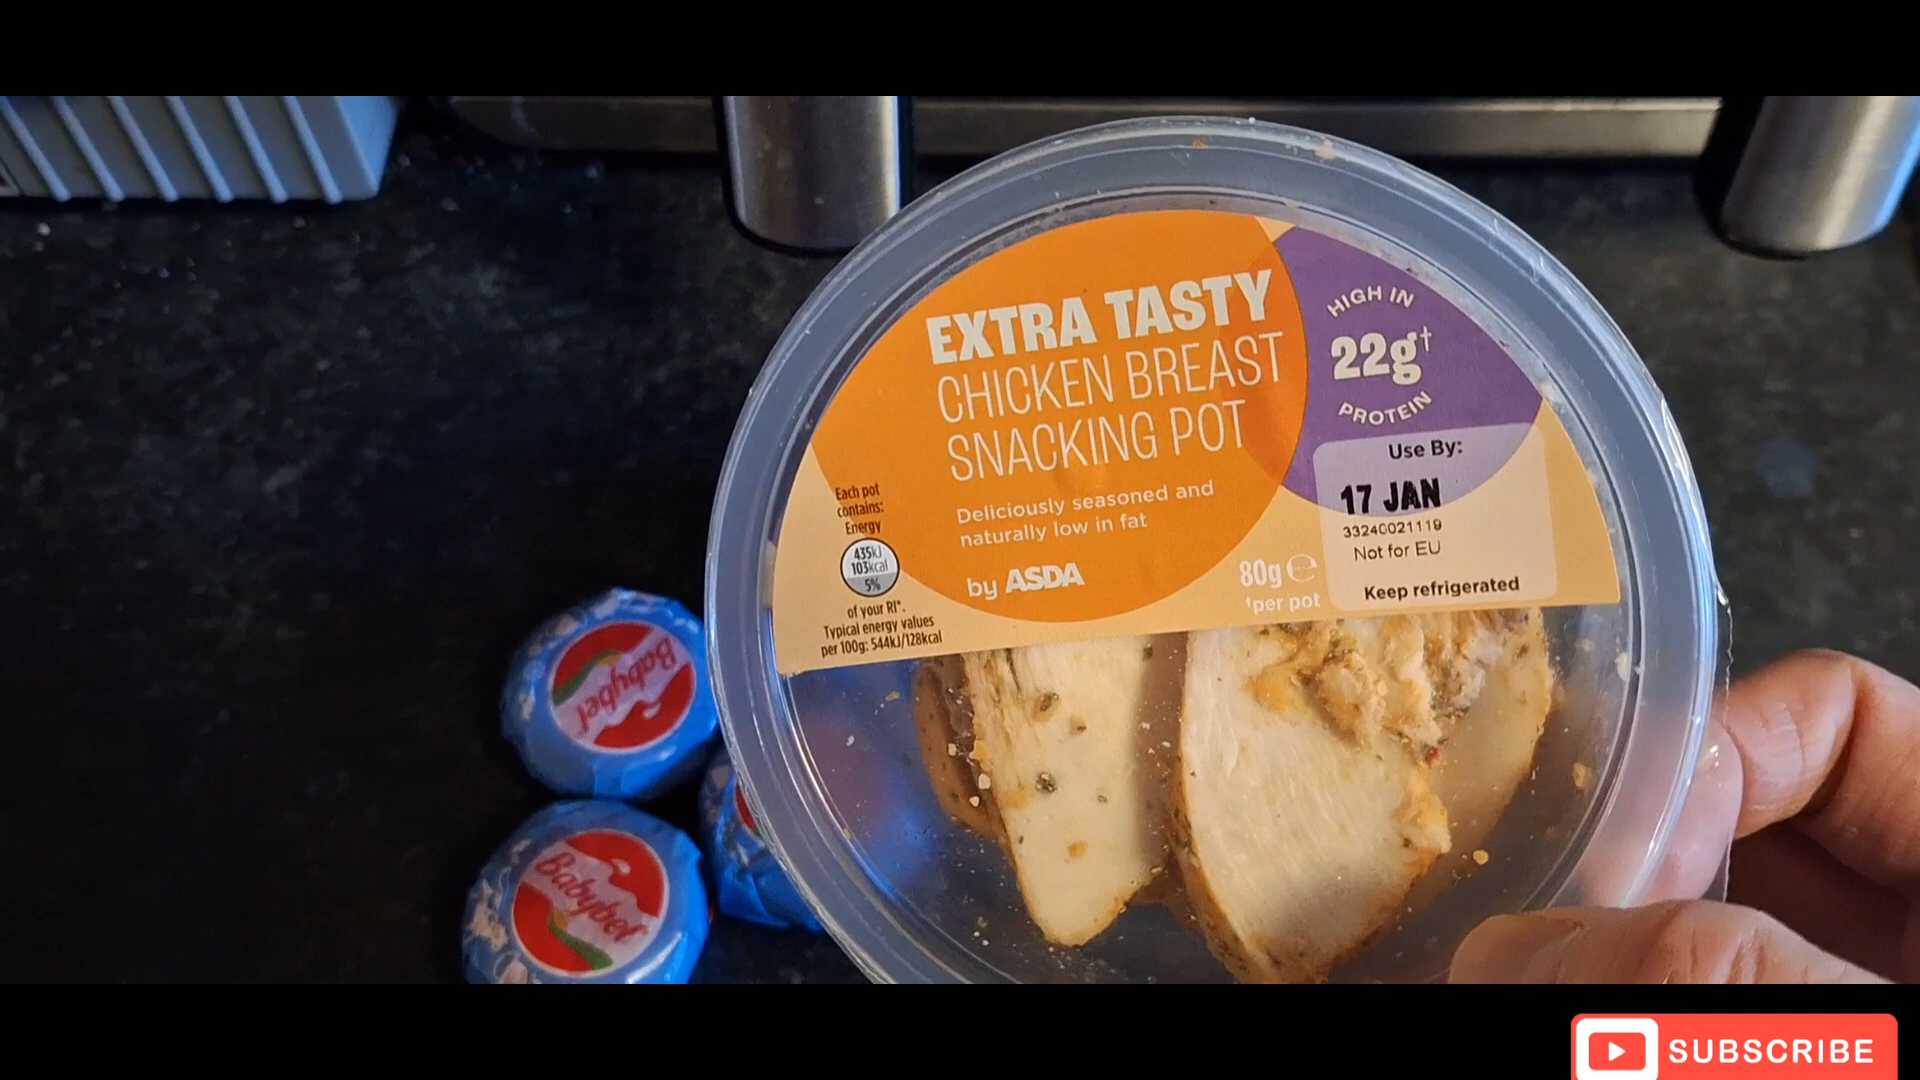 EXTRA TASTY
CHICKEN BREAST
SNACKING POT
Deliciously seasoned and
naturally low in fat
by ASDA
HIGH IN
22g†
PROTEIN
Use By:
17 JAN
33240021119
Not for EU
Keep refrigerated
80g ℮
†per pot
Each pot
contains:
Energy
435kJ
103kcal
5%
of your RI*.
Typical energy values
per 100g: 544kJ/128kcal
Babybel
Babybel
SUBSCRIBE